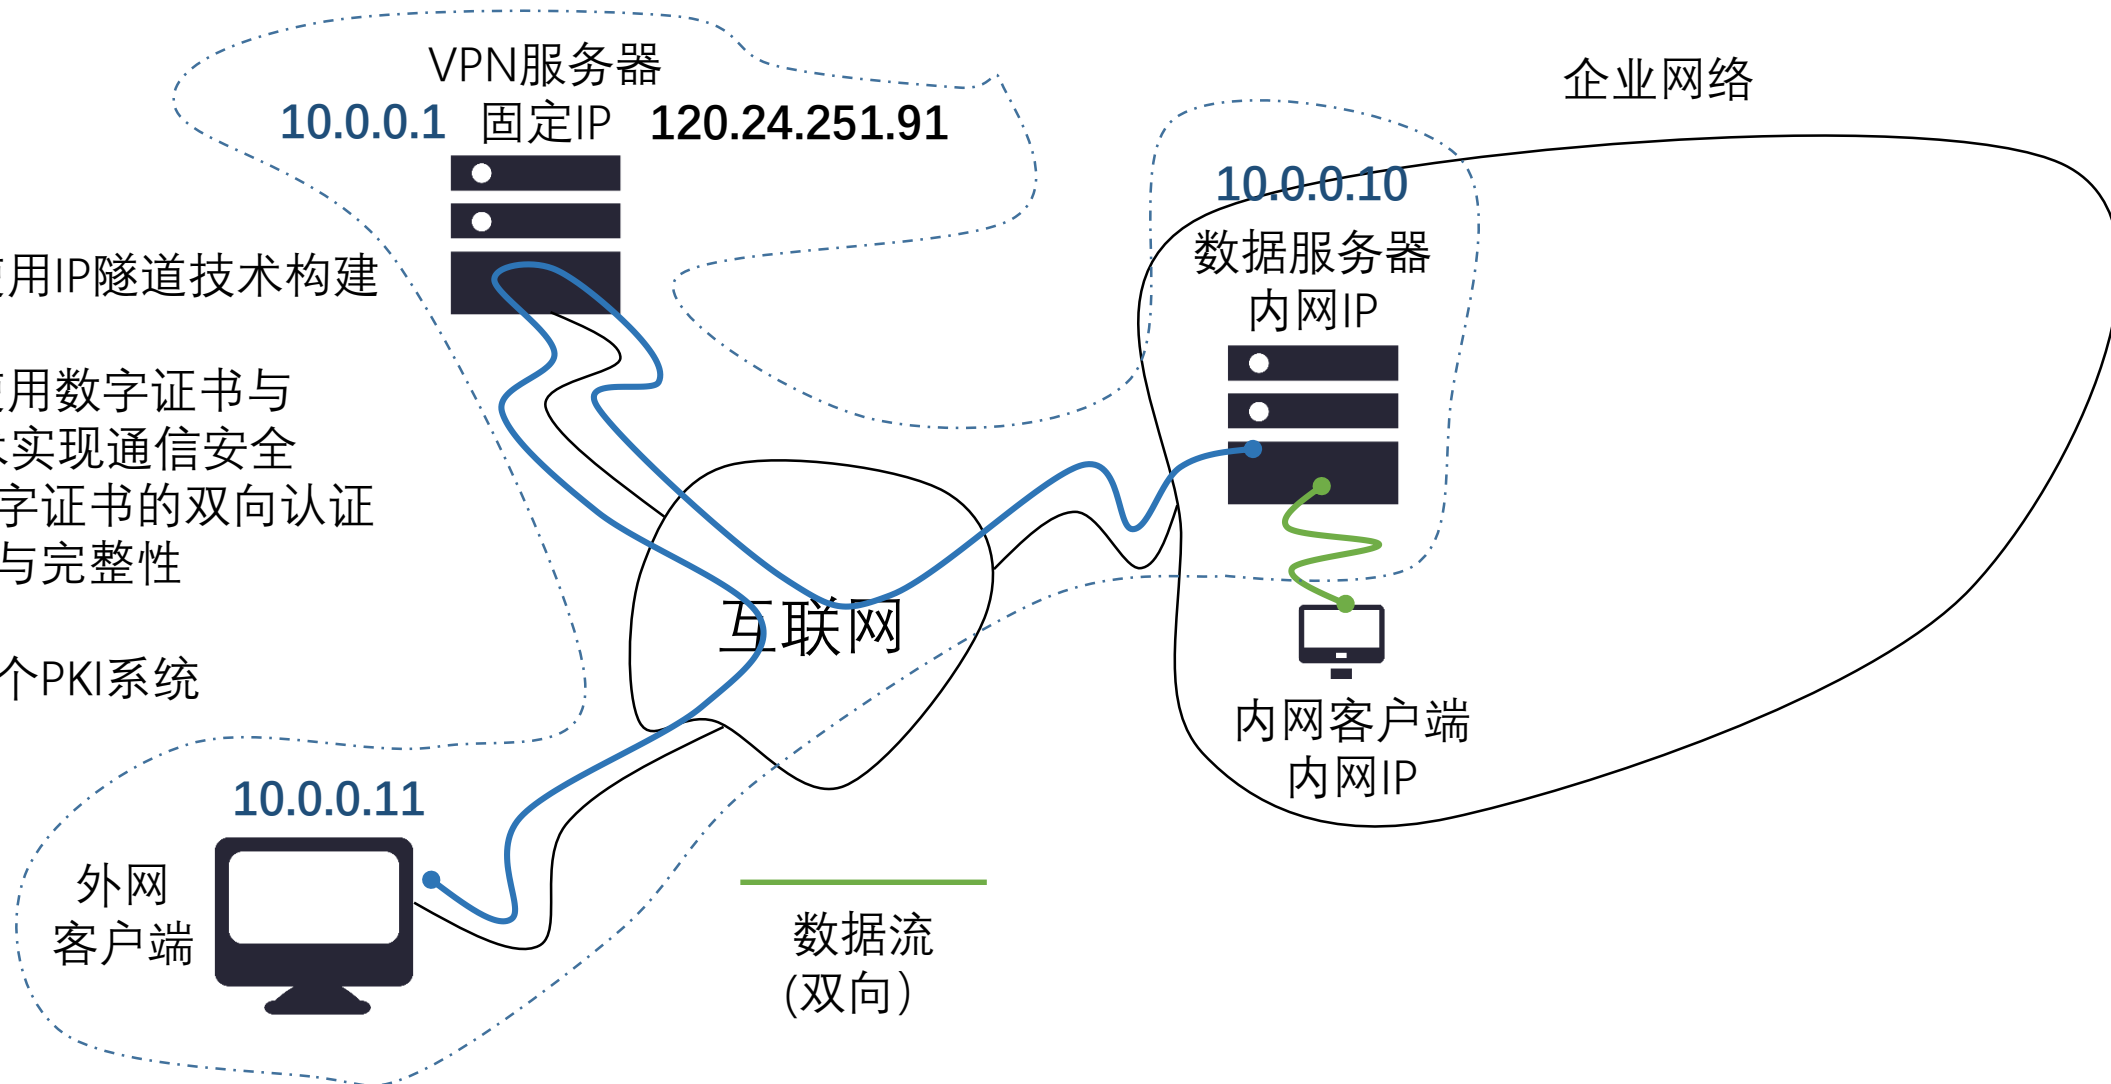 VPN服务器
10.0.0.1 固定IP 120.24.251.91
企业网络
10.0.0.10
数据服务器
内网IP
使用IP隧道技术构建
使用数字证书与
术实现通信安全
字证书的双向认证
与完整性
个PKI系统
互联网
内网客户端
内网IP
10.0.0.11
外网
客户端
数据流
(双向）